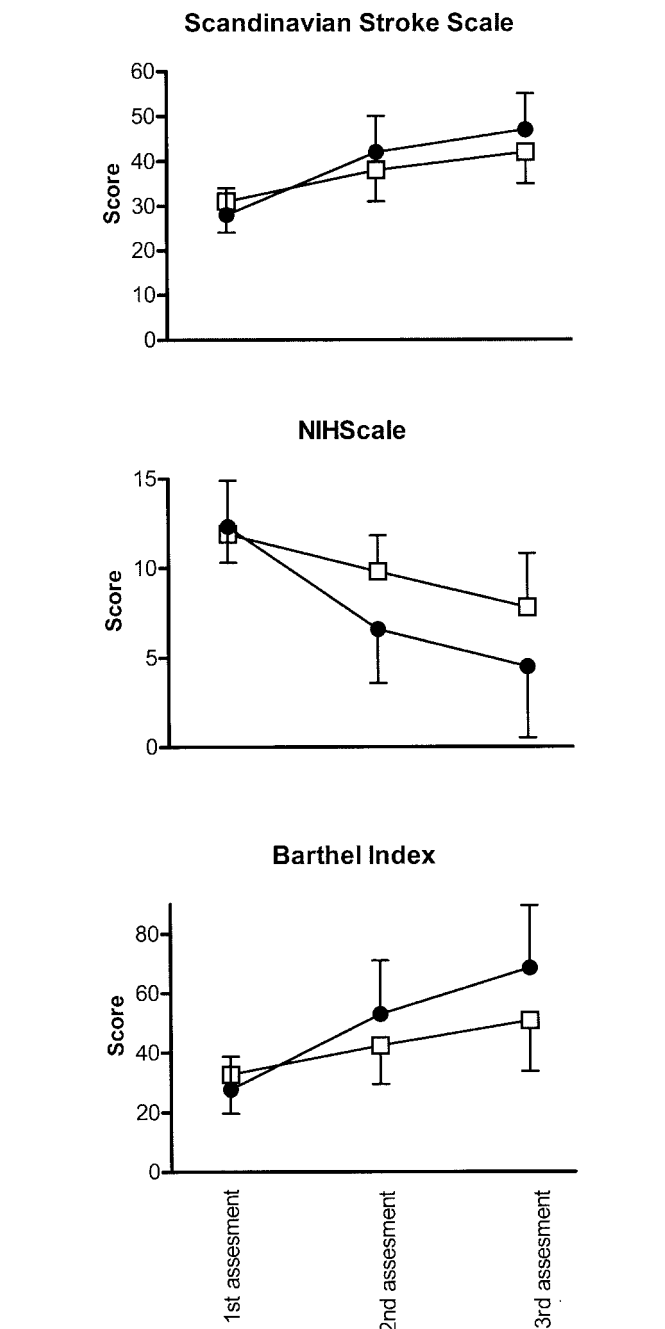 Scandinavian Stroke Scale
60
50
40
30
20
10
0
Score
NIHScale
15
10
5
0
Score
Barthel Index
80
60
40
20
0
Score
1st assesment
2nd assesment
3rd assesment